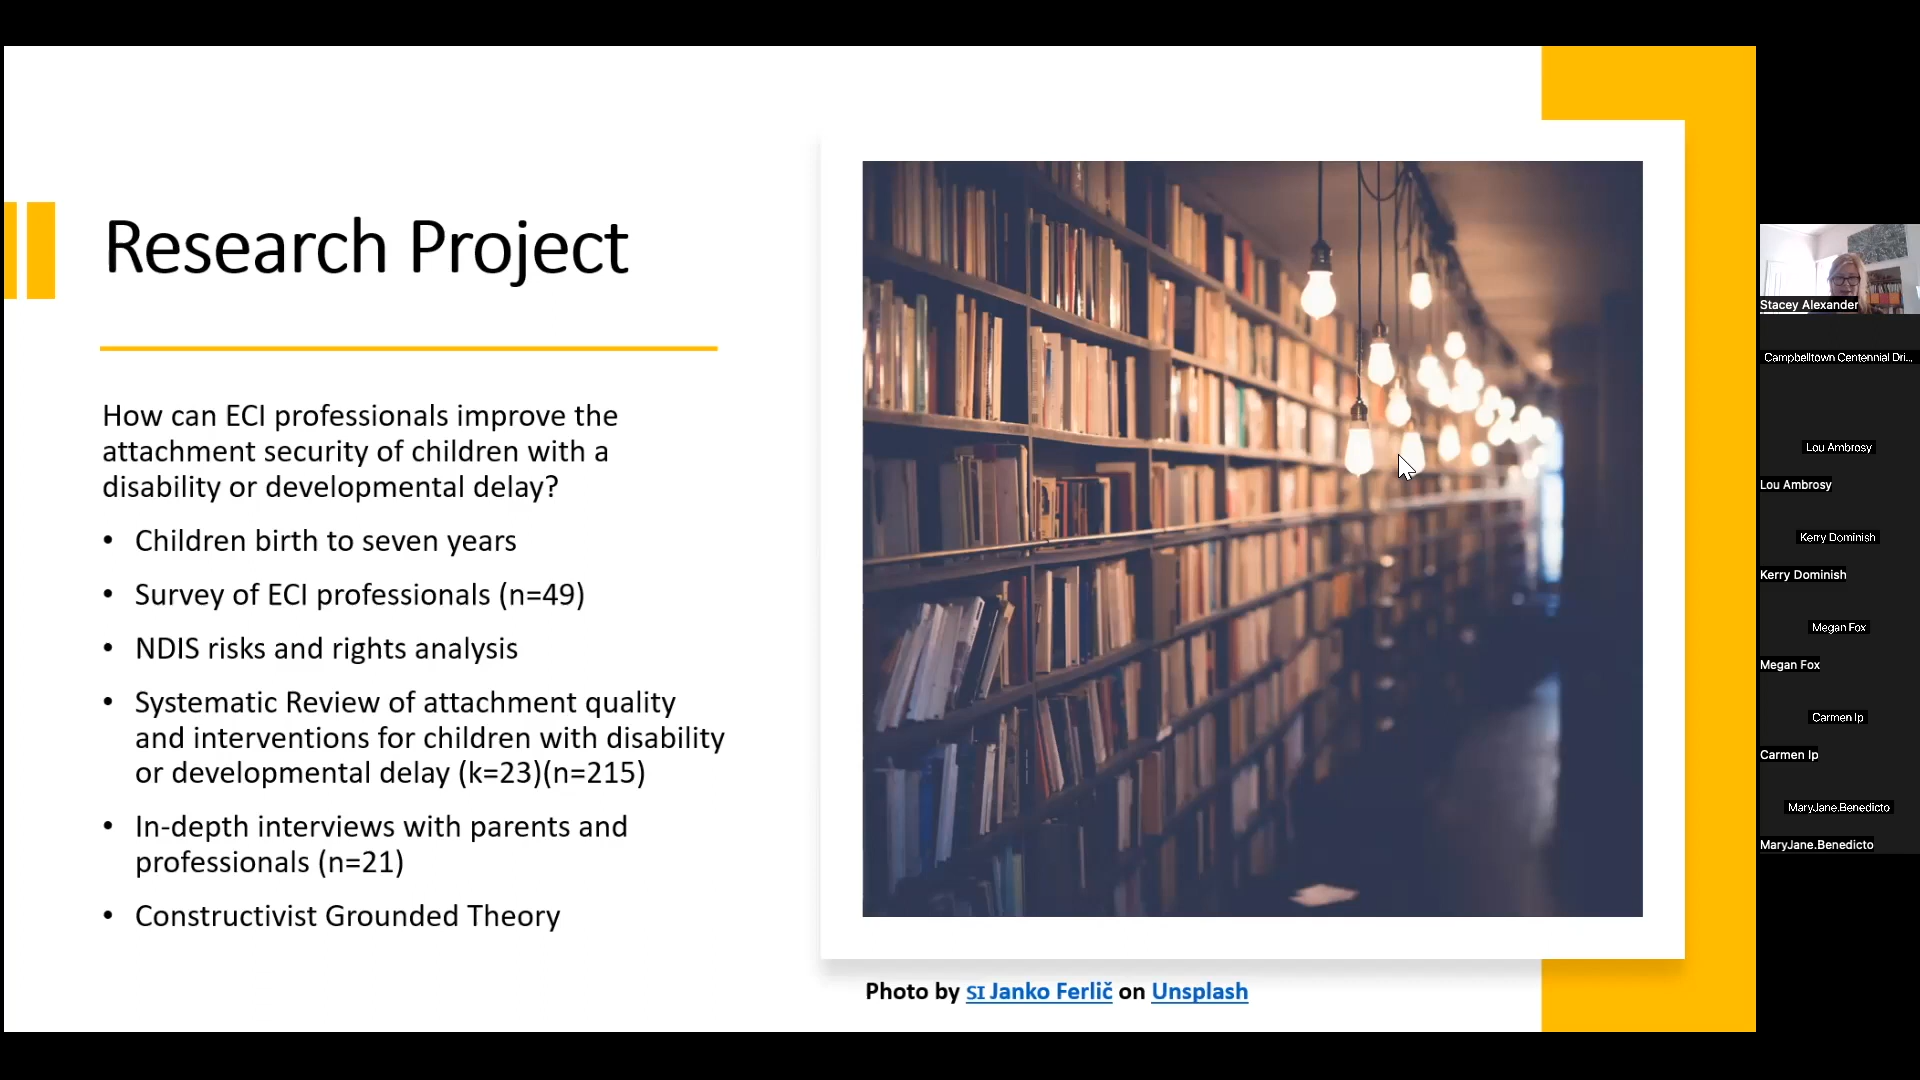 Research Project
How can ECI professionals improve the
attachment security of children with a
disability or developmental delay?
• Children birth to seven years
• Survey of ECI professionals (n=49)
• NDIS risks and rights analysis
• Systematic Review of attachment quality
and interventions for children with disability
or developmental delay (k=23)(n=215)
• In-depth interviews with parents and
professionals (n=21)
• Constructivist Grounded Theory
Photo by SI Janko Ferlič on Unsplash
Stacey Alexander
Campbelltown Centennial Dri...
Lou Ambrosy
Lou Ambrosy
Kerry Dominish
Kerry Dominish
Megan Fox
Megan Fox
Carmen Ip
Carmen Ip
MaryJane.Benedicto
MaryJane.Benedicto